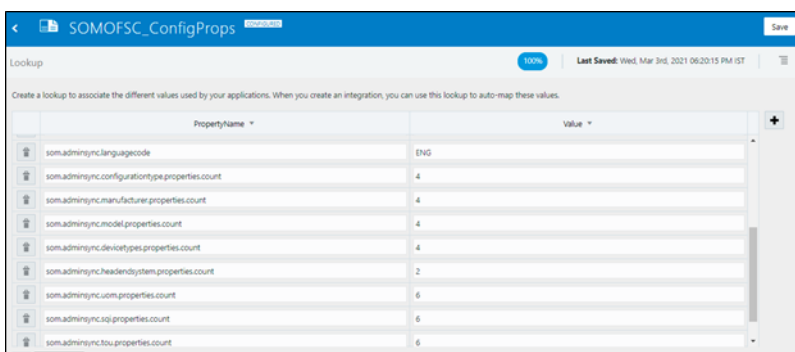 SOMOFSC_ConfigProps CONFIGURED
Save
Lookup
100%
Last Saved: Wed, Mar 3rd, 2021 06:20:15 PM IST
Create a lookup to associate the different values used by your applications. When you create an integration, you can use this lookup to auto-map these values.
PropertyName Value
som.adminsync.languagecode ENG
som.adminsync.configurationtype.properties.count 4
som.adminsync.manufacturer.properties.count 4
som.adminsync.model.properties.count 4
som.adminsync.devicetypes.properties.count 4
som.adminsync.headendsystem.properties.count 2
som.adminsync.uom.properties.count 6
som.adminsync.sqi.properties.count 6
som.adminsync.tou.properties.count 6